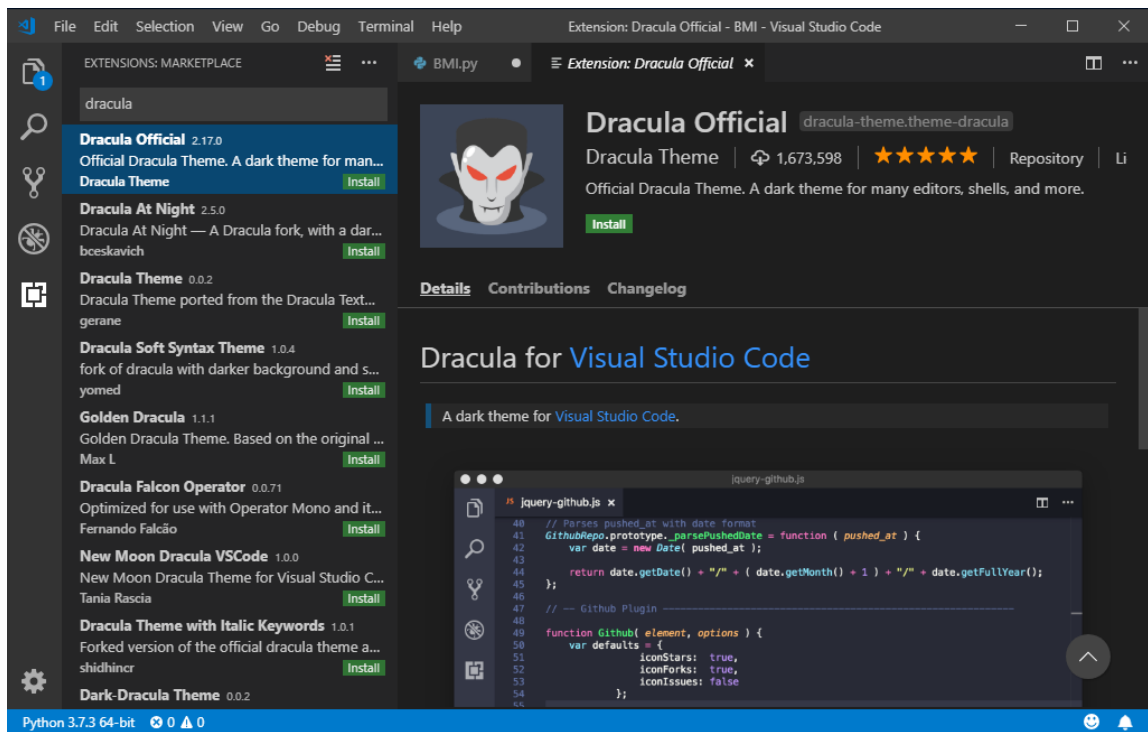 File Edit Selection View Go Debug Terminal Help Extension: Dracula Official - BMI - Visual Studio Code
1
EXTENSIONS: MARKETPLACE
dracula
Dracula Official 2.17.0
Official Dracula Theme. A dark theme for man...
Dracula Theme Install
Dracula At Night 2.5.0
Dracula At Night — A Dracula fork, with a dar...
bceskavich Install
Dracula Theme 0.0.2
Dracula Theme ported from the Dracula Text...
gerane Install
Dracula Soft Syntax Theme 1.0.4
fork of dracula with darker background and s...
yomed Install
Golden Dracula 1.1.1
Golden Dracula Theme. Based on the original ...
Max L Install
Dracula Falcon Operator 0.0.71
Optimized for use with Operator Mono and it...
Fernando Falcão Install
New Moon Dracula VSCode 1.0.0
New Moon Dracula Theme for Visual Studio C...
Tania Rascia Install
Dracula Theme with Italic Keywords 1.0.1
Forked version of the official dracula theme a...
shidhincr Install
Dark-Dracula Theme 0.0.2
BMI.py Extension: Dracula Official
Dracula Official dracula-theme.theme-dracula
Dracula Theme 1,673,598 Repository Li
Official Dracula Theme. A dark theme for many editors, shells, and more.
Install
Details Contributions Changelog
Dracula for Visual Studio Code
A dark theme for Visual Studio Code.
jquery-github.js
JS jquery-github.js
40 // Parses pushed_at with date format
41 GithubRepo.prototype._parsePushedDate = function ( pushed_at ) {
42 var date = new Date( pushed_at );
43
44 return date.getDate() + "/" + ( date.getMonth() + 1 ) + "/" + date.getFullYear();
45 };
46
47 // -- Github Plugin
48
49 function Github( element, options ) {
50 var defaults = {
51 iconStars: true,
52 iconForks: true,
53 iconIssues: false
54 };
55
Python 3.7.3 64-bit 0 0